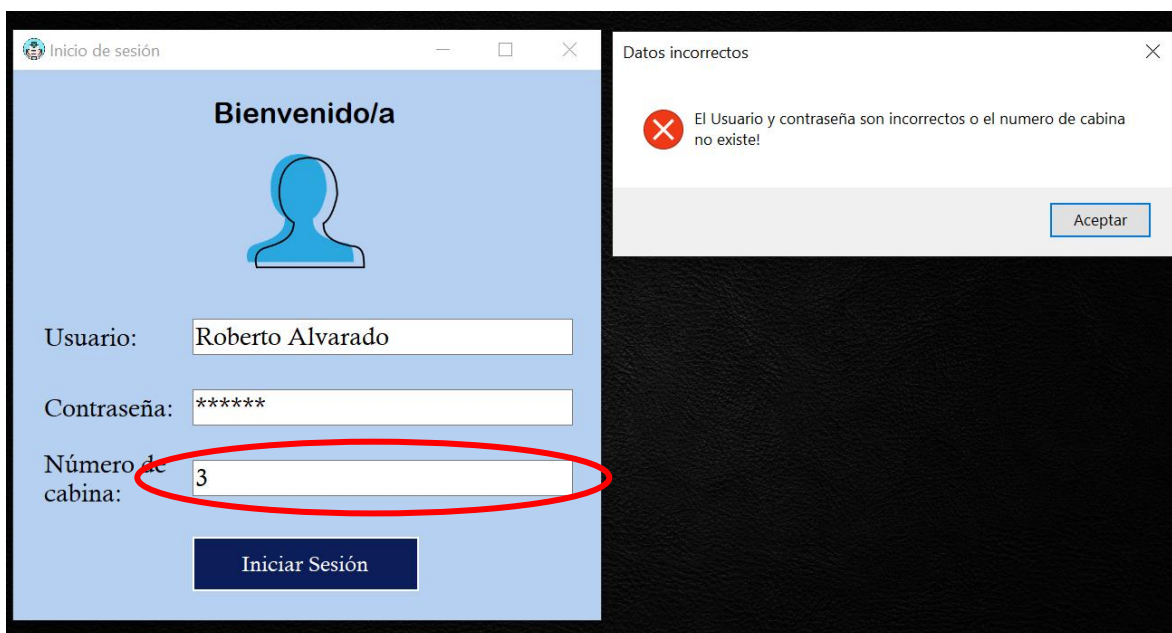 Inicio de sesión
Bienvenido/a
Usuario:
Roberto Alvarado
Contraseña:
******
Número de
cabina:
3
Iniciar Sesión
Datos incorrectos
El Usuario y contraseña son incorrectos o el numero de cabina
no existe!
Aceptar